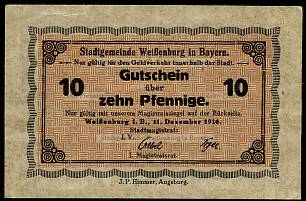 Stadtgemeinde Weißenburg in Bayern.
Nur gültig für den Geldverkehr innerhalb der Stadt.
10 Gutschein 10
über
zehn Pfennige.
Nur gültig mit unserem Magistratssiegel auf der Rückseite.
Weißenburg i. B., 11. Dezember 1916.
Stadtmagistrat:
I. V.
I. Magistratsrat.
J. P. Himmer, Augsburg.